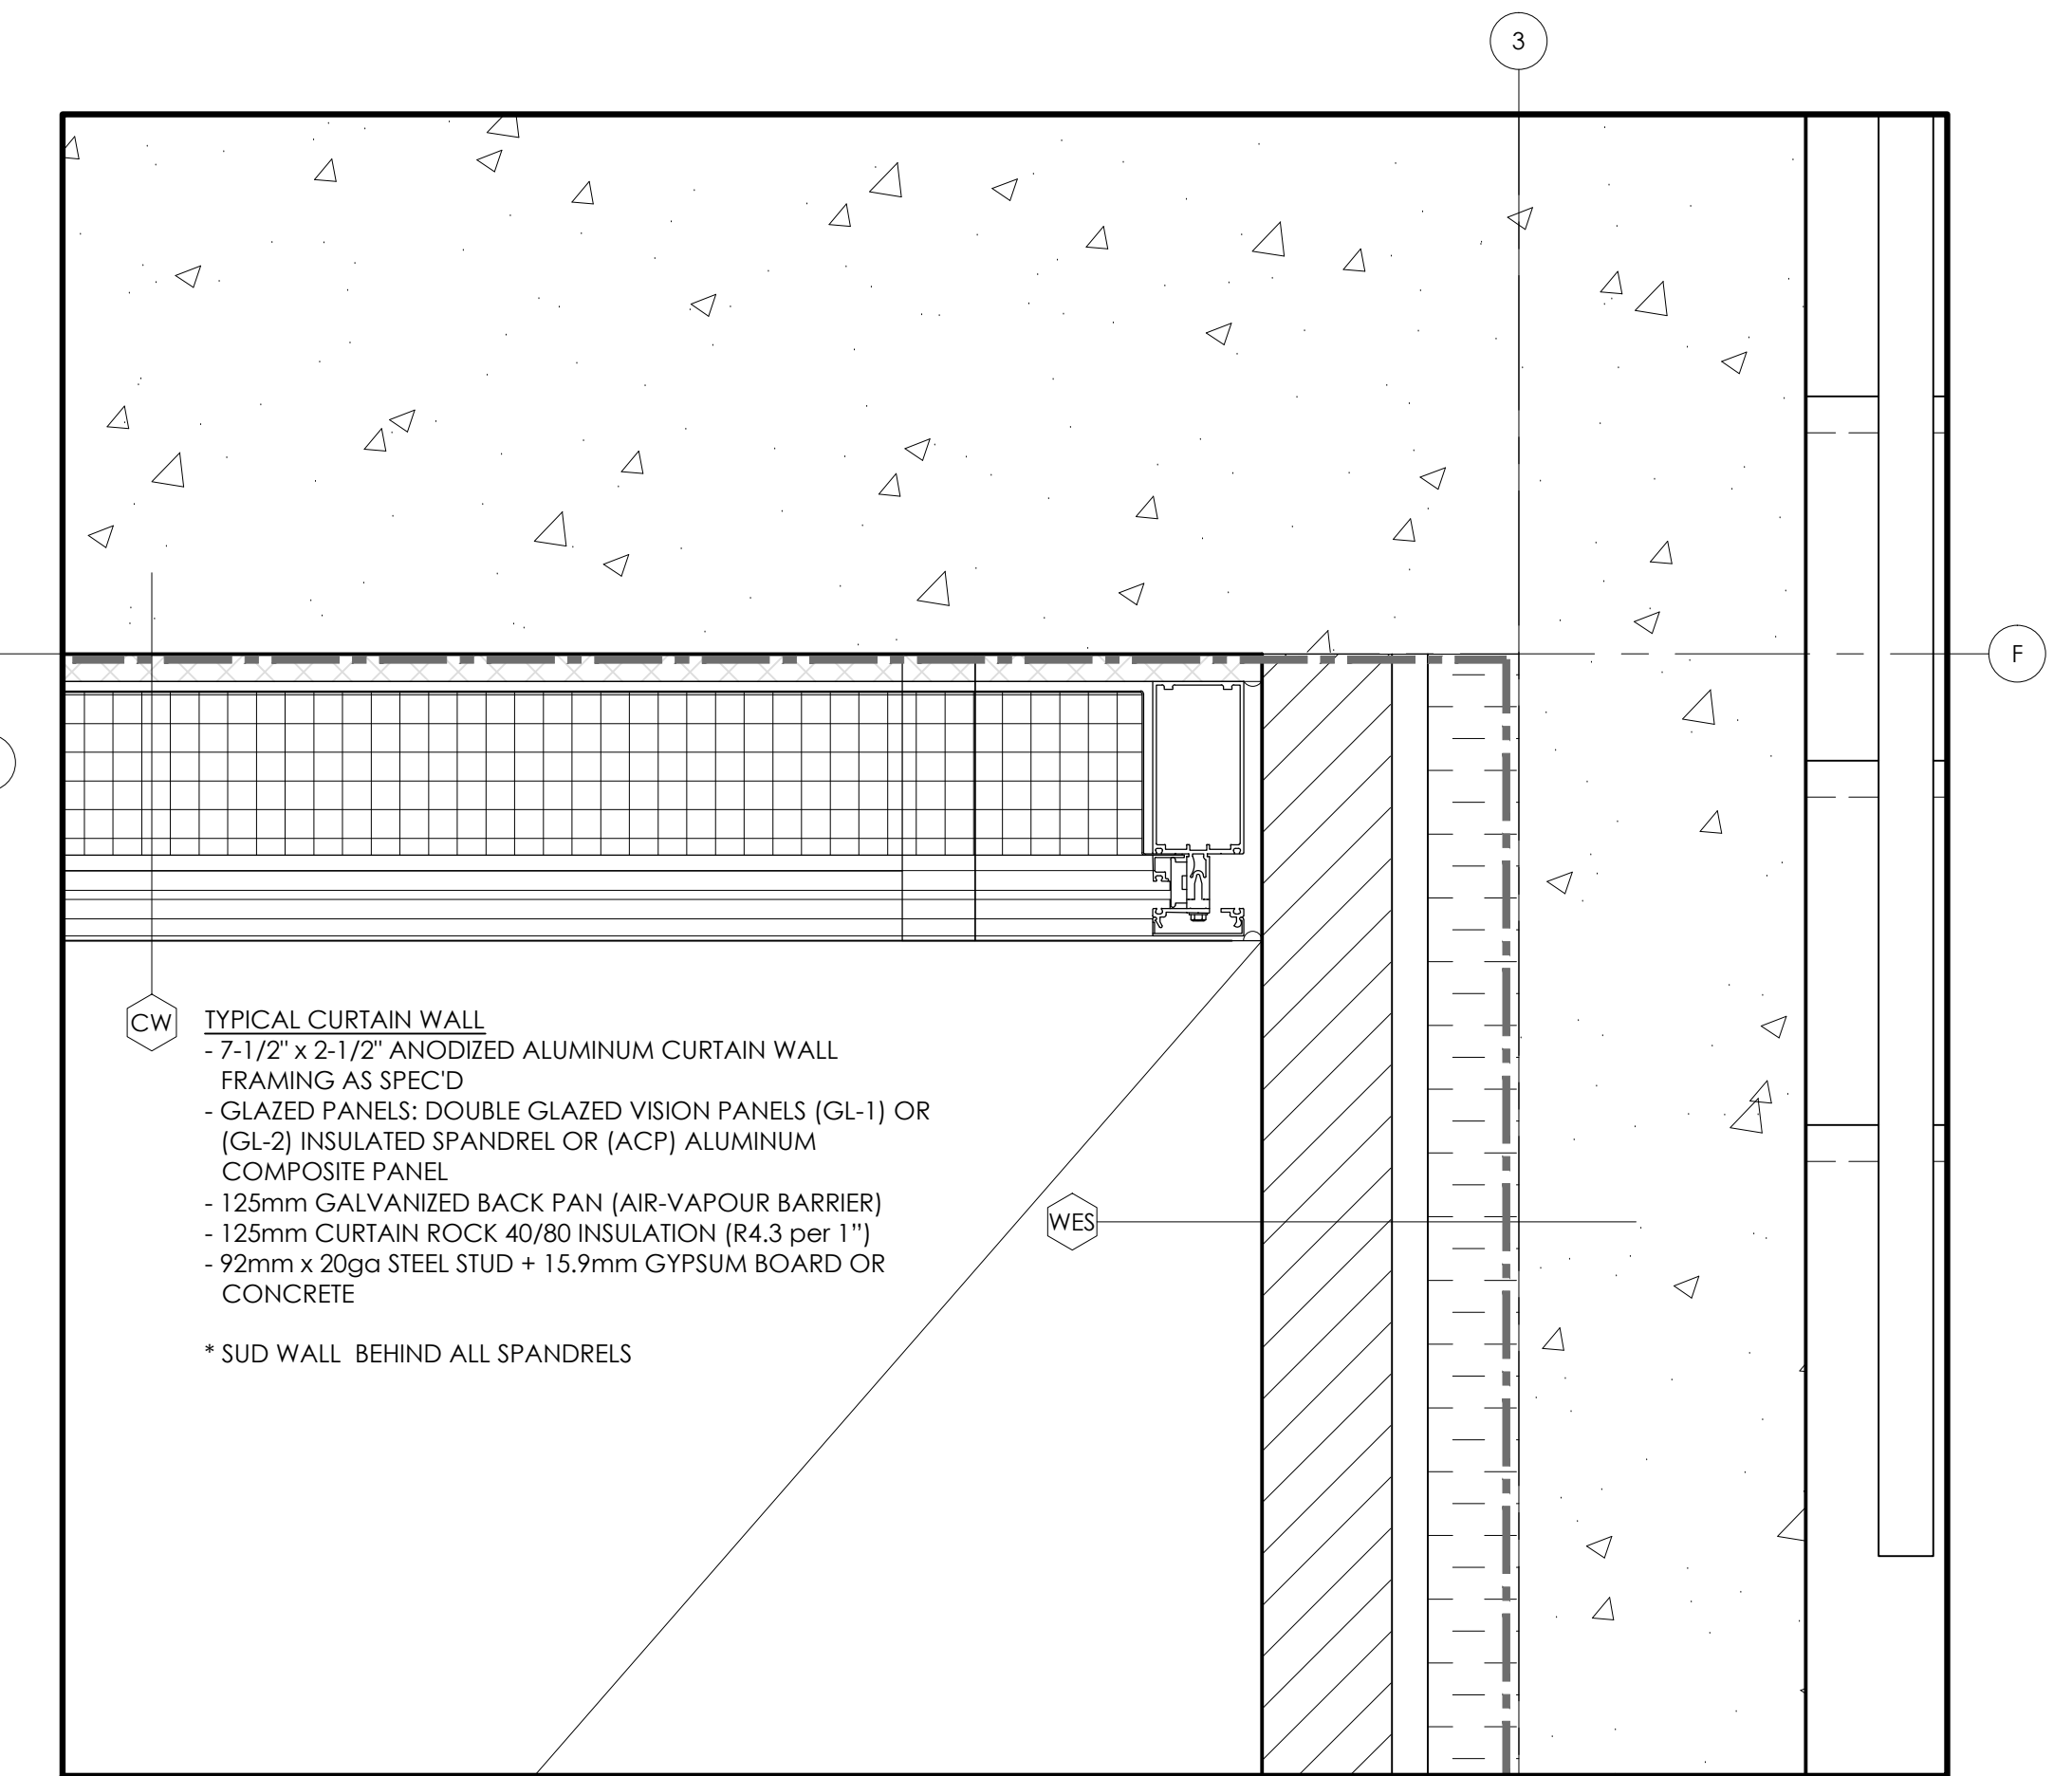 3
F
CW
TYPICAL CURTAIN WALL
- 7-1/2" x 2-1/2" ANODIZED ALUMINUM CURTAIN WALL
FRAMING AS SPEC'D
- GLAZED PANELS: DOUBLE GLAZED VISION PANELS (GL-1) OR
(GL-2) INSULATED SPANDREL OR (ACP) ALUMINUM
COMPOSITE PANEL
- 125mm GALVANIZED BACK PAN (AIR-VAPOUR BARRIER)
- 125mm CURTAIN ROCK 40/80 INSULATION (R4.3 per 1”)
- 92mm x 20ga STEEL STUD + 15.9mm GYPSUM BOARD OR
CONCRETE
* SUD WALL  BEHIND ALL SPANDRELS
WES